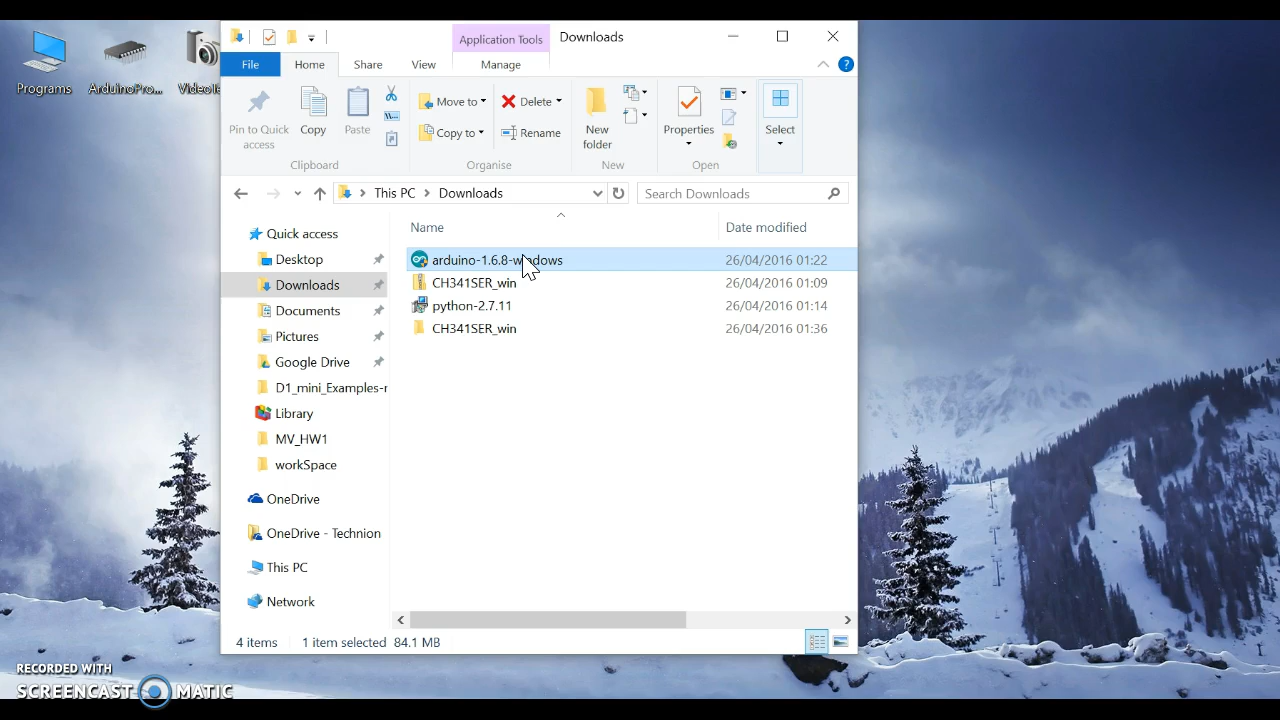 Programs
ArduinoPro...
Application Tools
Downloads
File
Home
Share
View
Manage
Pin to Quick access
Copy
Paste
Clipboard
Move to
Copy to
Delete
Rename
Organise
New folder
New
Properties
Open
Select
This PC
Downloads
Search Downloads
Name
Date modified
Quick access
Desktop
Downloads
Documents
Pictures
Google Drive
D1_mini_Examples-
Library
MV_HW1
workSpace
OneDrive
OneDrive - Technion
This PC
Network
arduino-1.6.8-windows 26/04/2016 01:22
CH341SER_win 26/04/2016 01:09
python-2.7.11 26/04/2016 01:14
CH341SER_win 26/04/2016 01:36
4 items
1 item selected 84.1 MB
RECORDED WITH
SCREENCAST MATIC